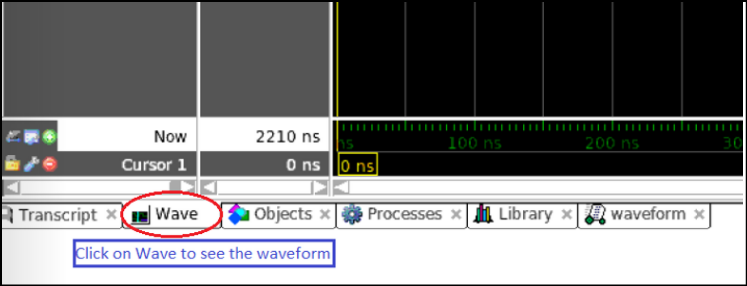 Now 2210 ns
ns 100 ns 200 ns 30
Cursor 1 0 ns 0 ns
Transcript Wave Objects Processes Library waveform
Click on Wave to see the waveform